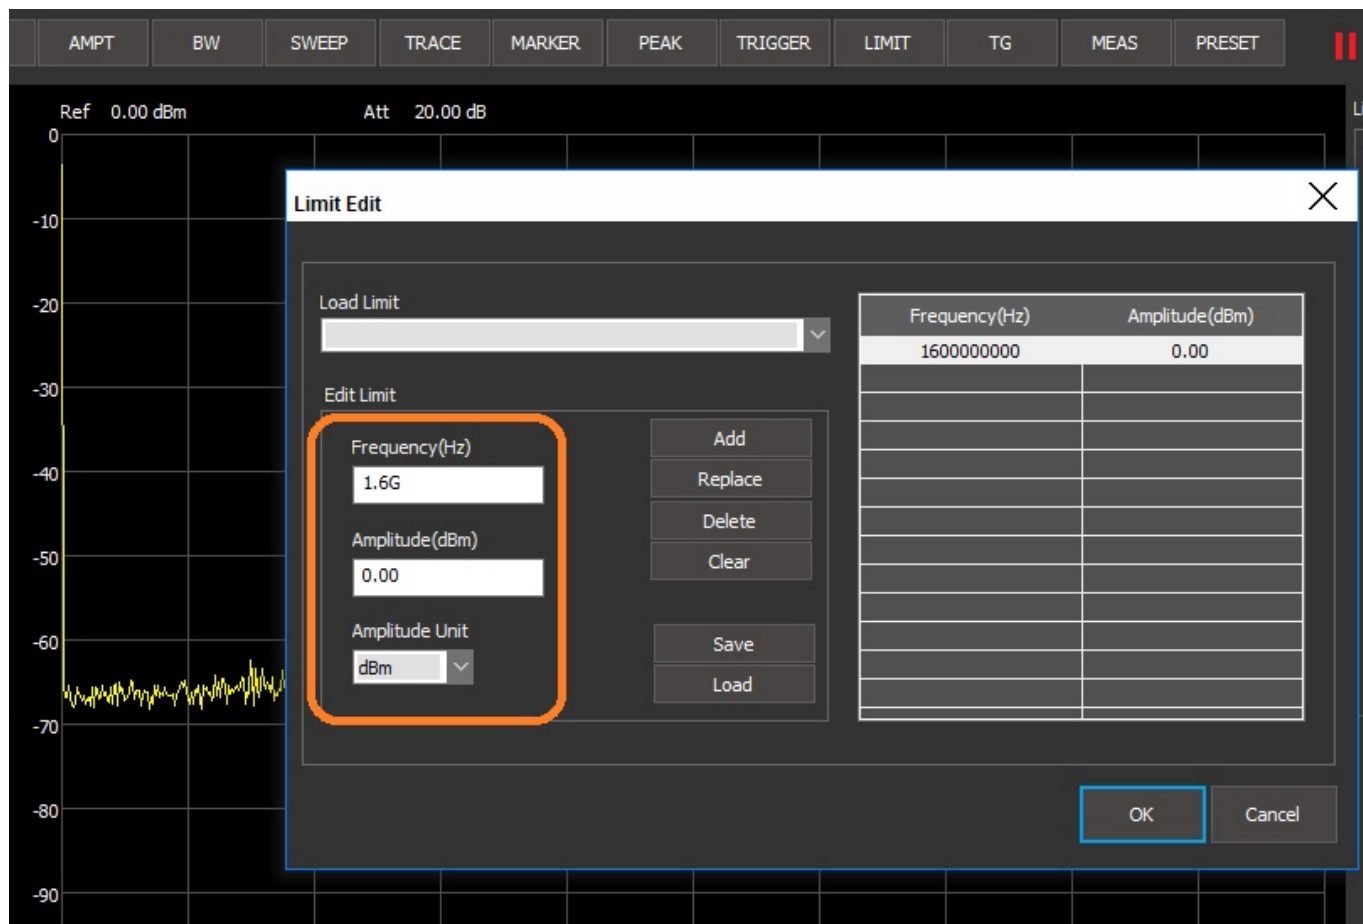 AMPT BW SWEEP TRACE MARKER PEAK TRIGGER LIMIT TG MEAS PRESET
Ref 0.00 dBm Att 20.00 dB
0
-10
-20
-30
-40
-50
-60
-70
-80
-90
Limit Edit
Load Limit
Edit Limit
Frequency(Hz)
1.6G
Amplitude(dBm)
0.00
Amplitude Unit
dBm
Add
Replace
Delete
Clear
Save
Load
Frequency(Hz) Amplitude(dBm)
1600000000 0.00
OK Cancel